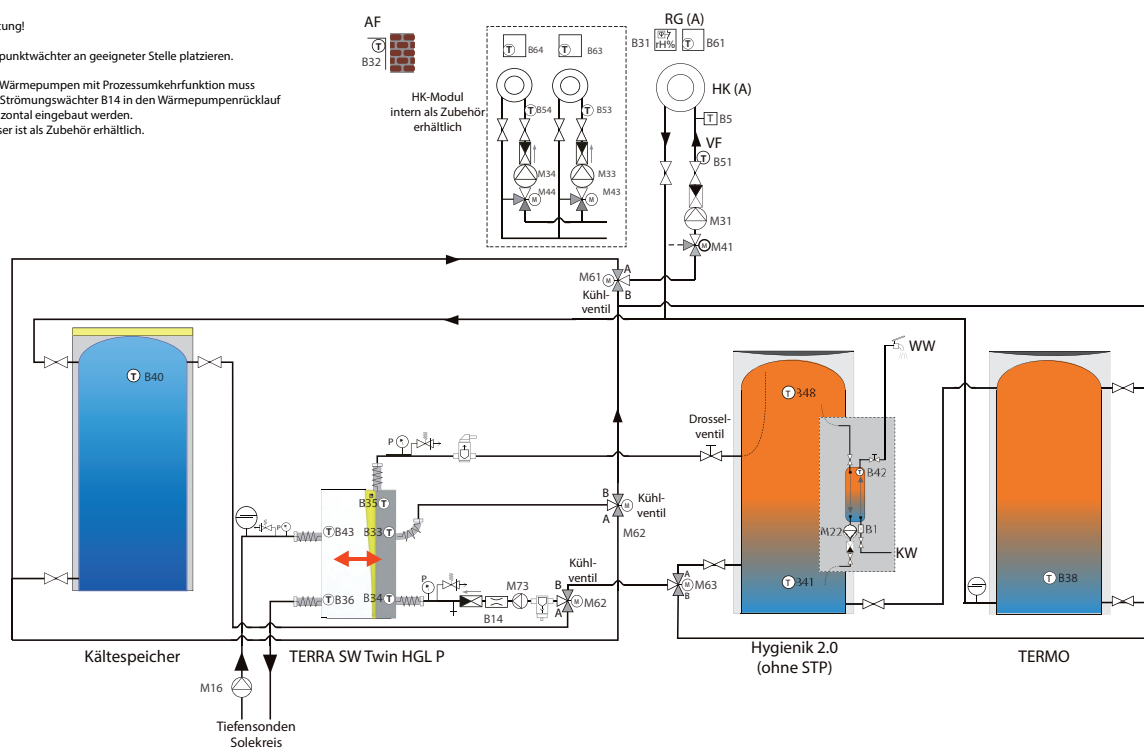 tung!
punktwächter an geeigneter Stelle platzieren.
Wärmepumpen mit Prozessumkehrfunktion muss
Strömungswächter B14 in den Wärmepumpenrücklauf
zontal eingebaut werden.
ser ist als Zubehör erhältlich.
AF
T
B32
B64
T
B63
T
HK-Modul
intern als Zubehör
erhältlich
T B54
T B53
M34
M33
M44
M
M43
M
RG (A)
B31
rH%
T
B61
HK (A)
T B5
VF
T
B51
M31
M
M41
M61
M
A
B
Kühl-
ventil
T B40
Kältespeicher
P
B35 T
T B43
B33 T
T B36
B34 T
P
P
TERRA SW Twin HGL P
M16
Tiefensonden
Solekreis
B14
M73
Kühl-
ventil
B
A
M
M62
B
A
M
M62
Kühl-
ventil
A
M
B
M63
Drossel-
ventil
T B48
T B41
WW
T B42
M22
B1
KW
Hygienik 2.0
(ohne STP)
T B38
TERMO